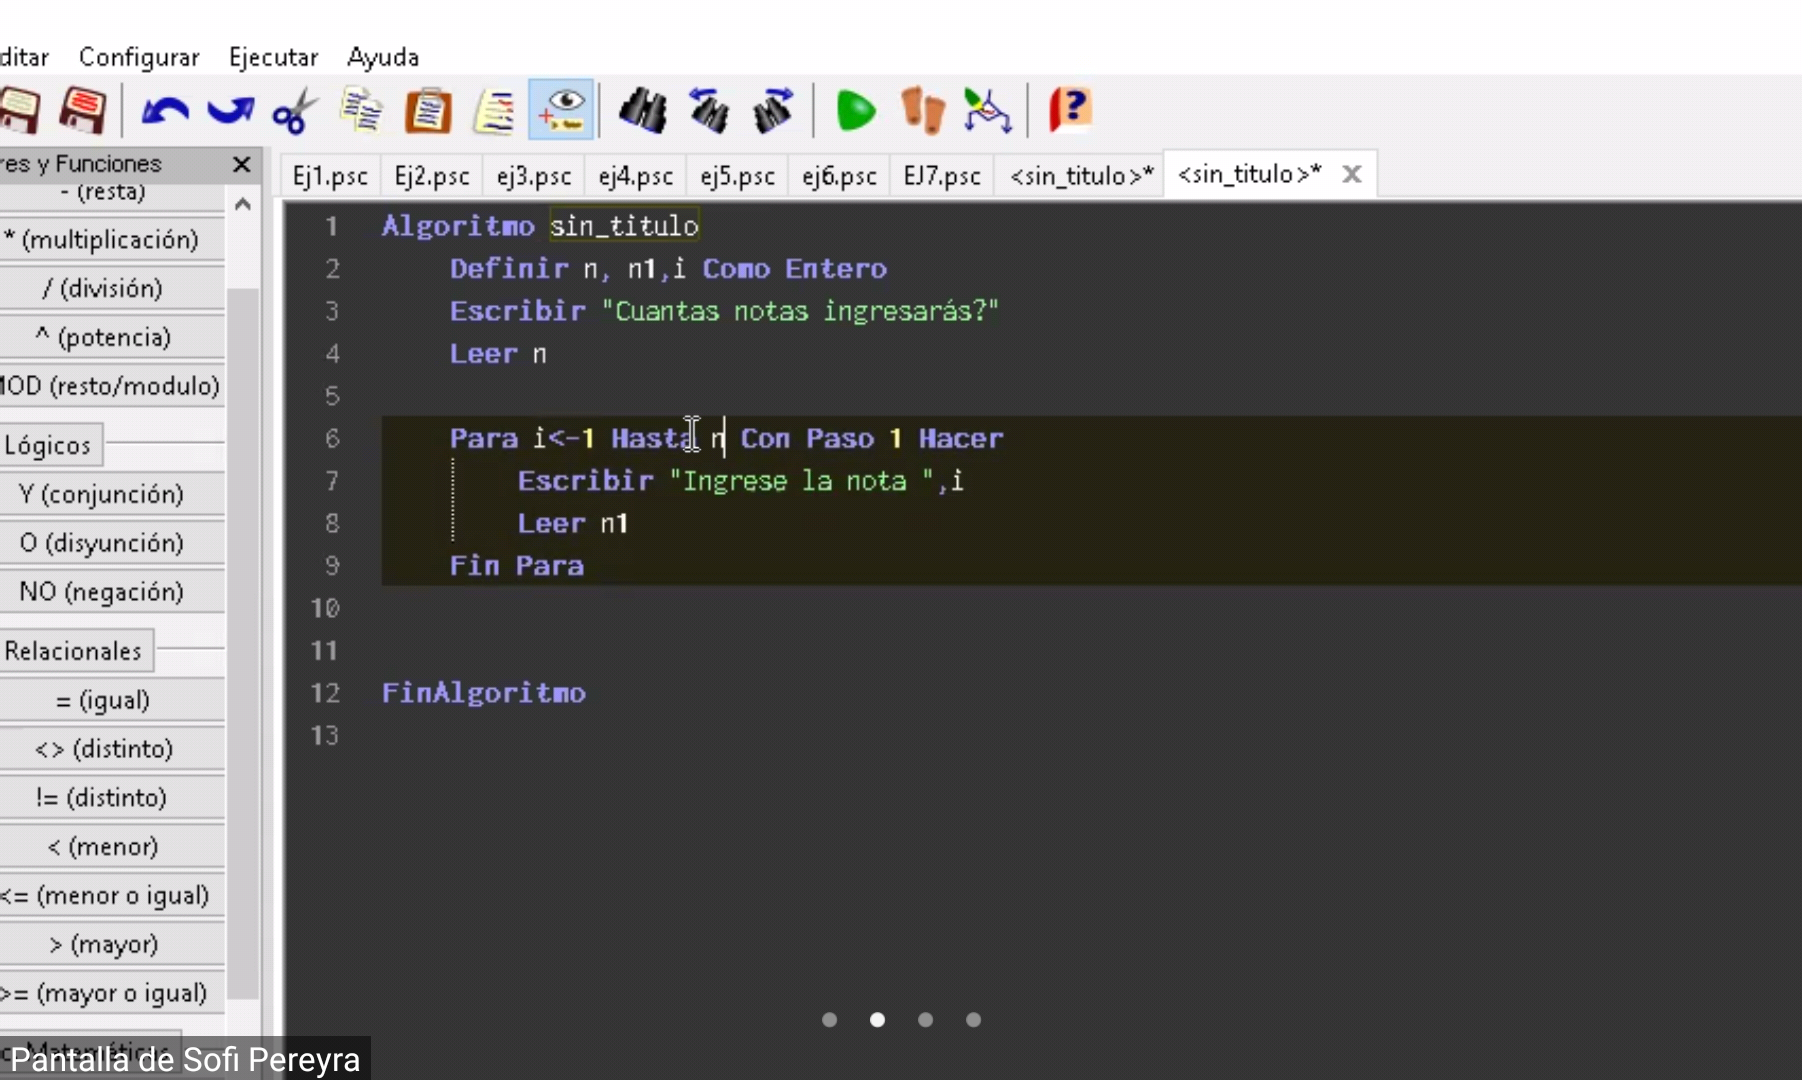 ditar Configurar Ejecutar Ayuda
res y Funciones
Ej1.psc Ej2.psc ej3.psc ej4.psc ej5.psc ej6.psc EJ7.psc <sin_titulo>* <sin_titulo>*
- (resta)
* (multiplicación)
/ (división)
^ (potencia)
MOD (resto/modulo)
Lógicos
Y (conjunción)
O (disyunción)
NO (negación)
Relacionales
= (igual)
<> (distinto)
!= (distinto)
< (menor)
<= (menor o igual)
> (mayor)
>= (mayor o igual)
1 Algoritmo sin_titulo
2 Definir n, n1,i Como Entero
3 Escribir "Cuantas notas ingresarás?"
4 Leer n
5
6 Para i<-1 Hasta n Con Paso 1 Hacer
7 Escribir "Ingrese la nota ",i
8 Leer n1
9 Fin Para
10
11
12 FinAlgoritmo
13
Pantalla de Sofi Pereyra